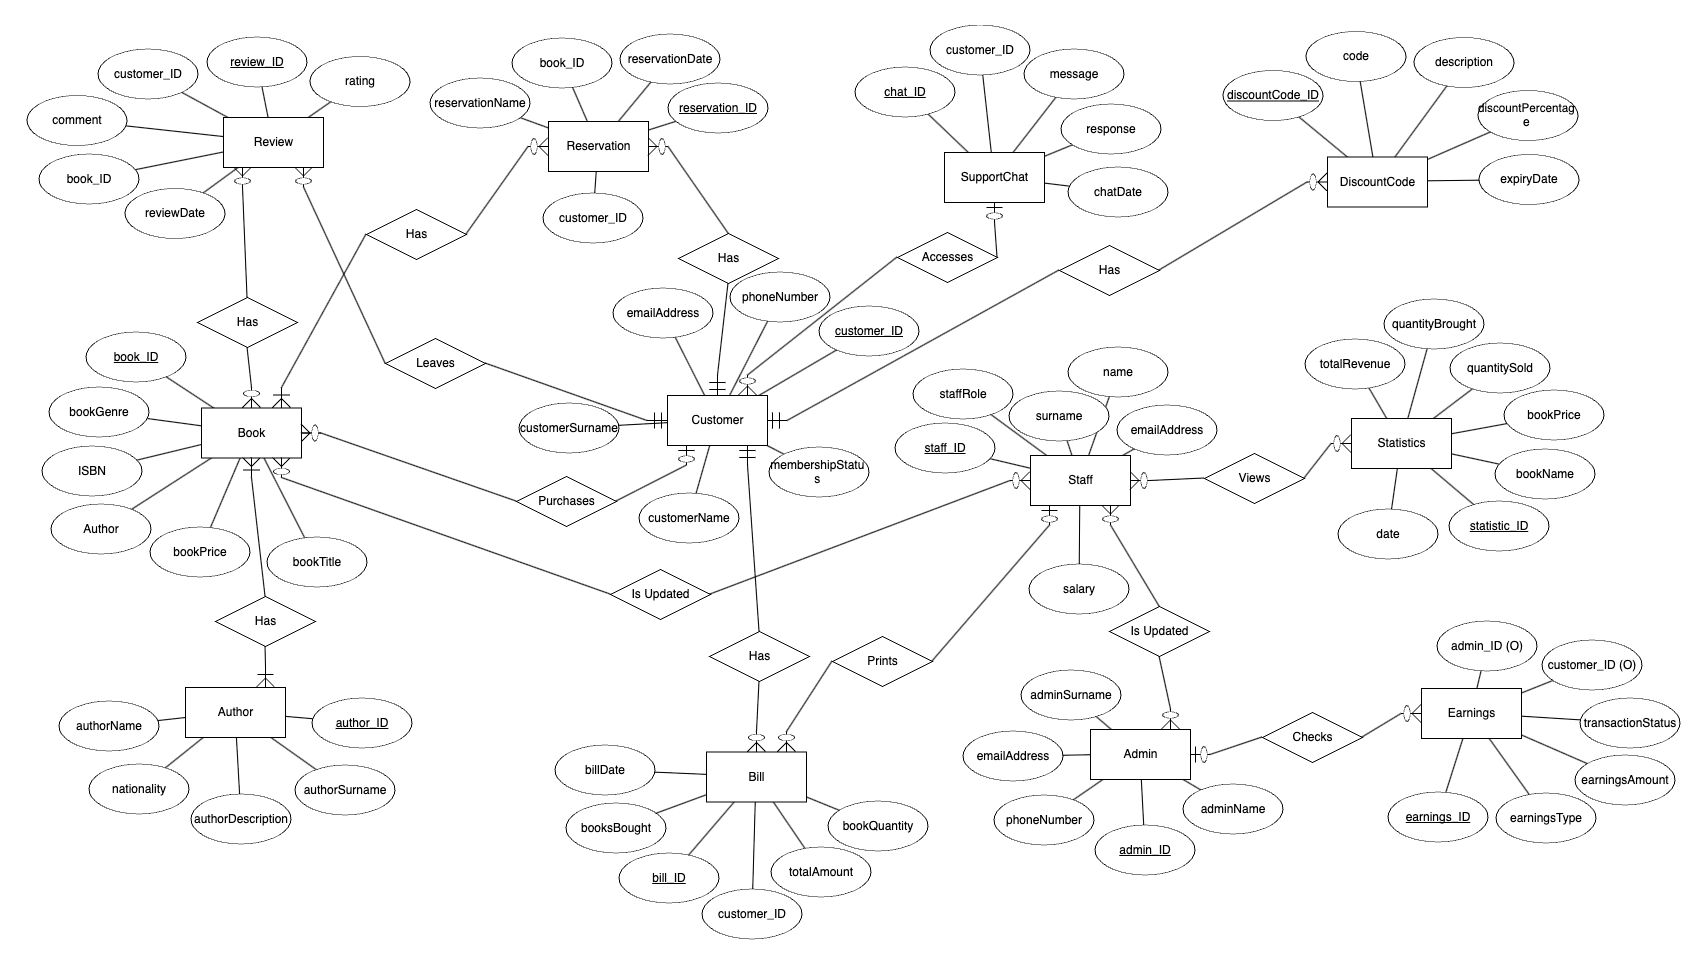 customer_ID
review_ID
rating
comment
Review
book_ID
reviewDate
book_ID
reservationDate
reservationName
reservation_ID
Reservation
customer_ID
customer_ID
chat_ID
message
response
SupportChat
chatDate
code
description
discountCode_ID
discountPercentag
e
DiscountCode
expiryDate
Has
Has
Accesses
Has
Has
Leaves
emailAddress
phoneNumber
customer_ID
customerSurname
Customer
membershipStatu
s
customerName
book_ID
bookGenre
Book
ISBN
Author
bookPrice
bookTitle
Purchases
Is Updated
name
staffRole
surname
emailAddress
staff_ID
Staff
salary
Views
quantityBrought
totalRevenue
quantitySold
bookPrice
Statistics
bookName
statistic_ID
date
Has
Author
authorName
author_ID
nationality
authorSurname
authorDescription
Has
Prints
Is Updated
billDate
Bill
booksBought
bookQuantity
bill_ID
totalAmount
customer_ID
adminSurname
emailAddress
Admin
phoneNumber
adminName
admin_ID
Checks
admin_ID (O)
customer_ID (O)
Earnings
transactionStatus
earningsAmount
earnings_ID
earningsType